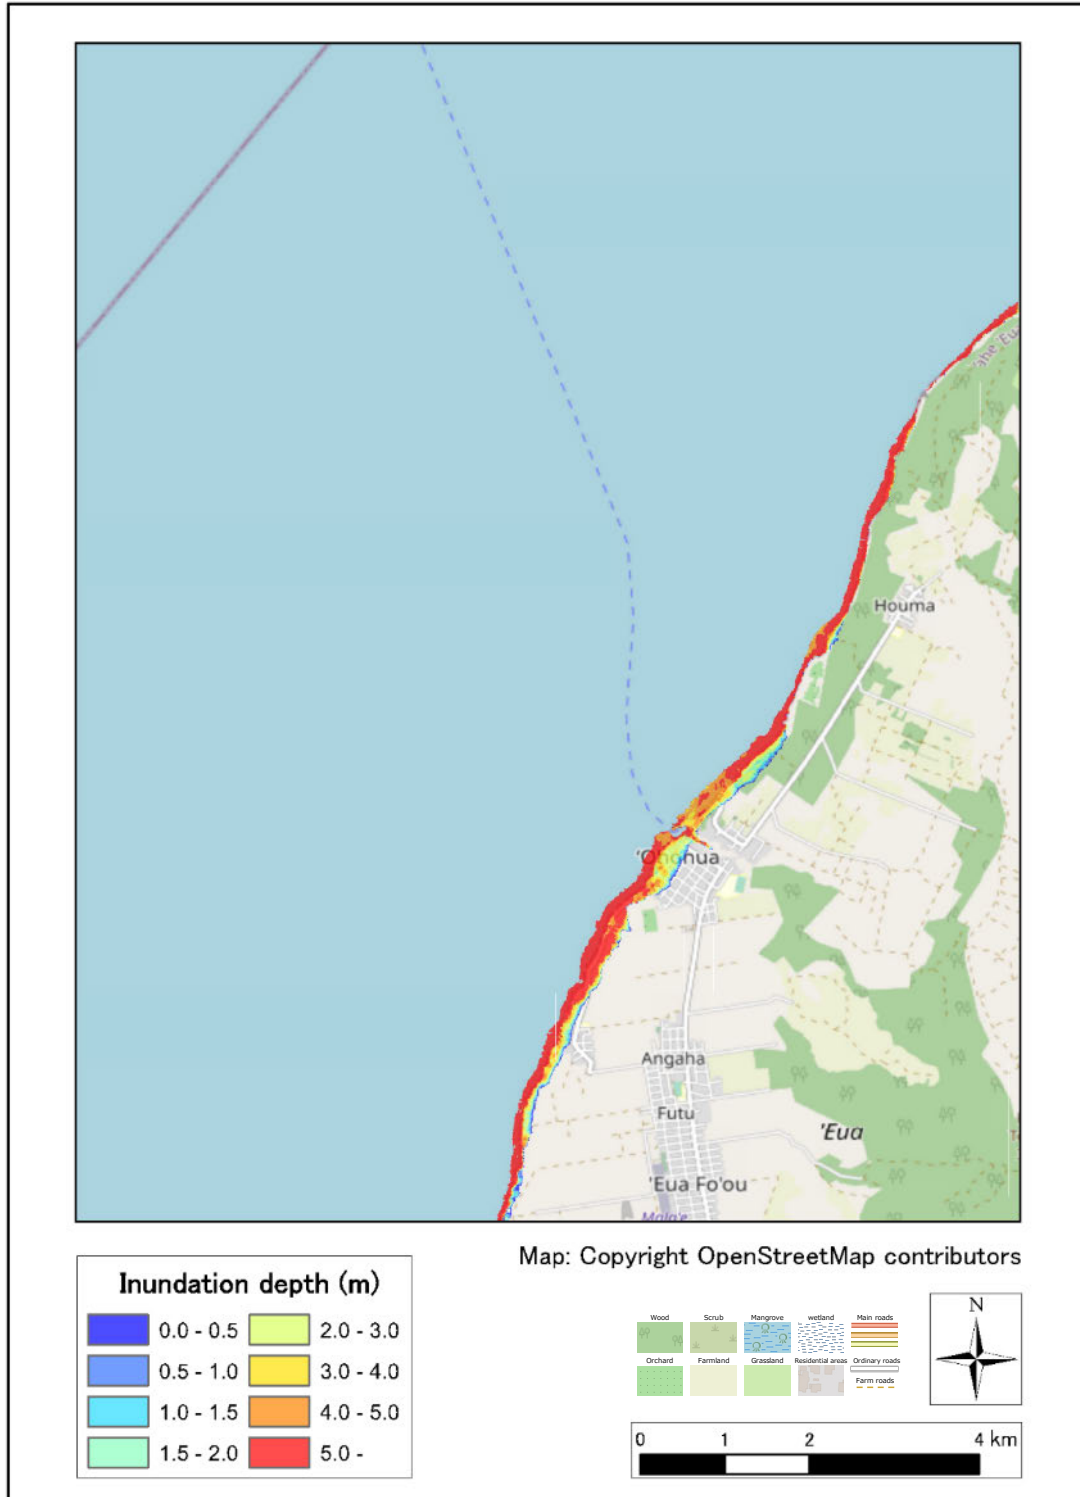 Houma
'Ohonua
Angaha
Futu
'Eua
'Eua Fo'ou
Map: Copyright OpenStreetMap contributors
Inundation depth (m)
0.0 - 0.5 2.0 - 3.0
0.5 - 1.0 3.0 - 4.0
1.0 - 1.5 4.0 - 5.0
1.5 - 2.0 5.0 -
Wood Scrub Mangrove wetland Main roads
Orchard Farmland Grassland Residential areas Ordinary roads
Farm roads
N
0 1 2 4 km